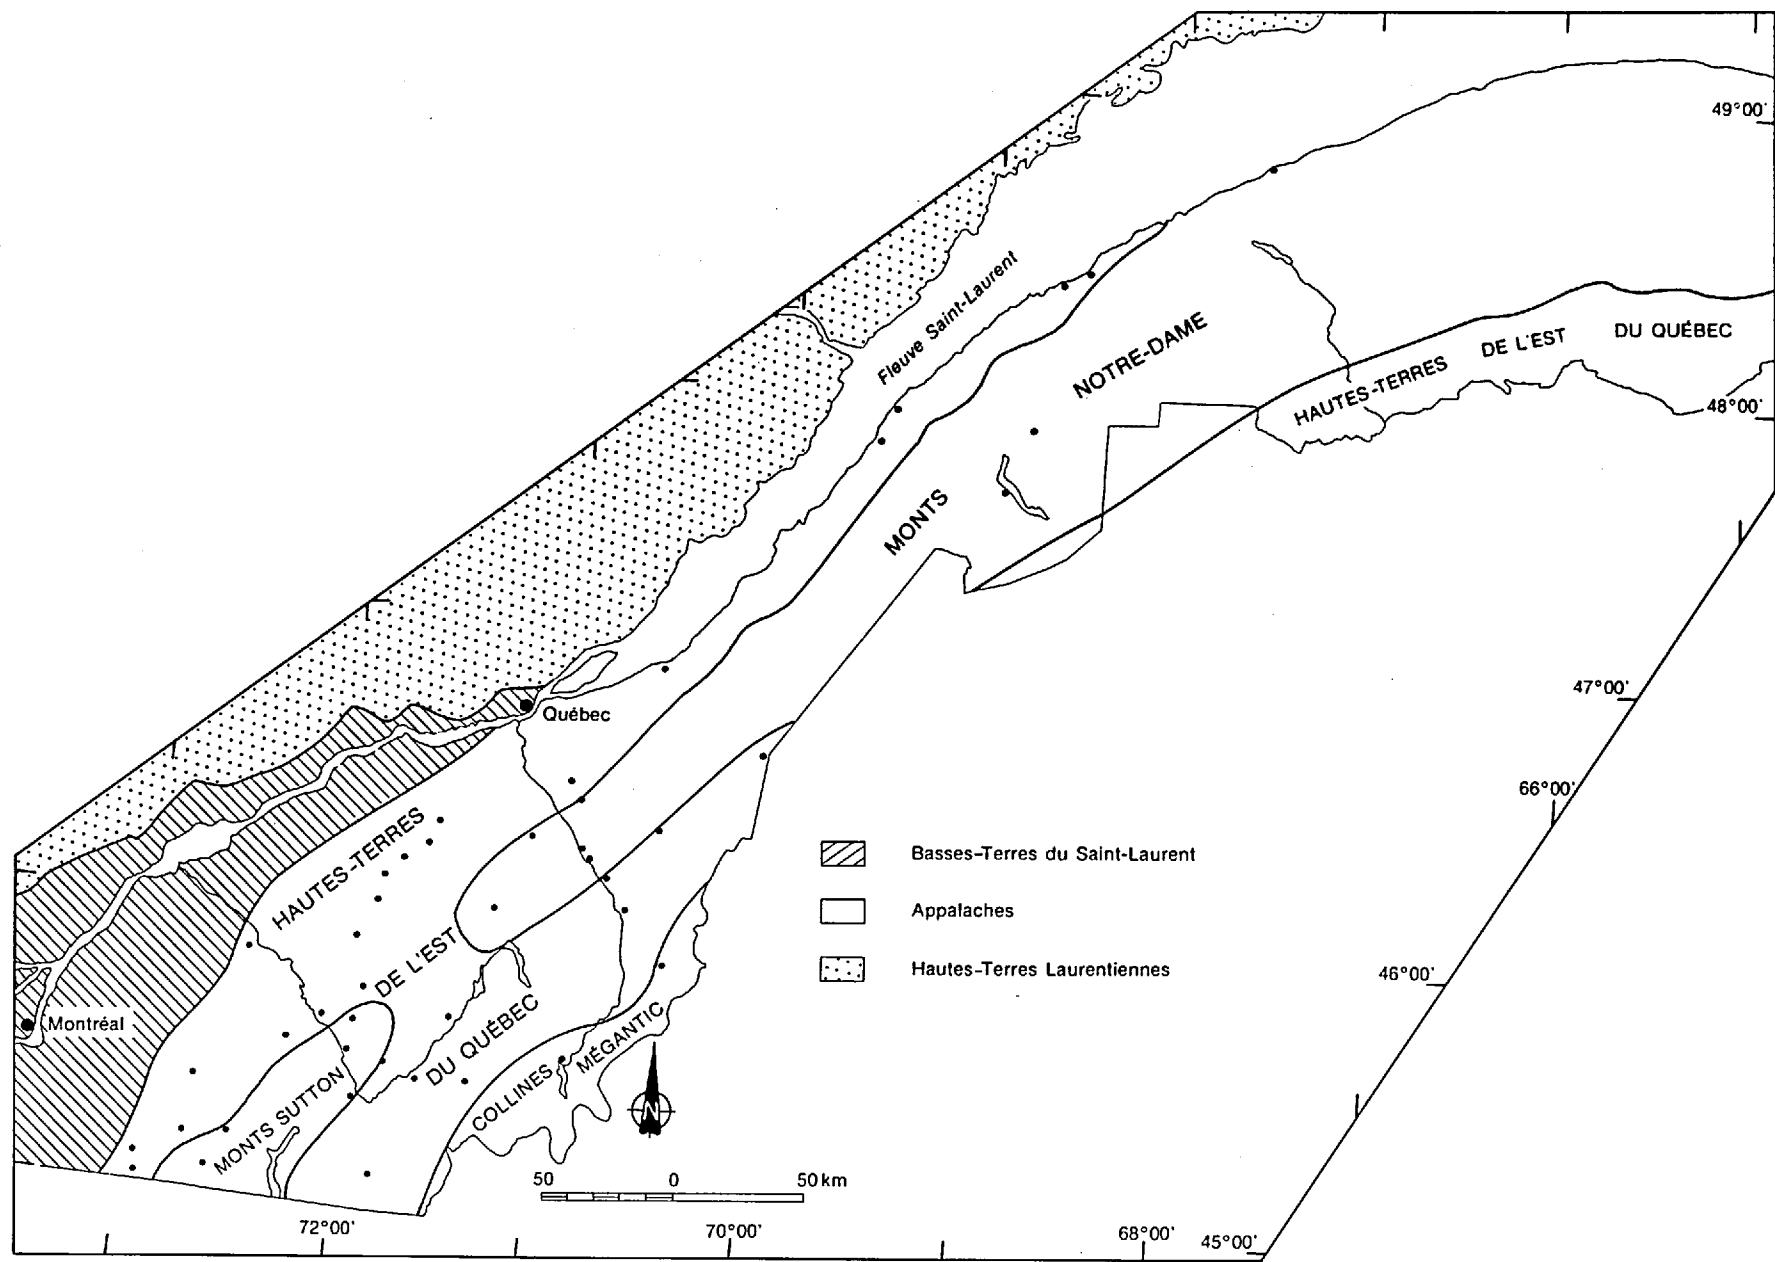 49°00'
Fleuve Saint-Laurent
MONTS NOTRE-DAME
HAUTES-TERRES DE L'EST DU QUÉBEC
48°00'
47°00'
Québec
66°00'
HAUTES-TERRES DE L'EST DU QUÉBEC
Basses-Terres du Saint-Laurent
Appalaches
Hautes-Terres Laurentiennes
46°00'
Montréal
MONTS SUTTON
COLLINES MÉGANTIC
N
50 0 50 km
72°00' 70°00' 68°00' 45°00'